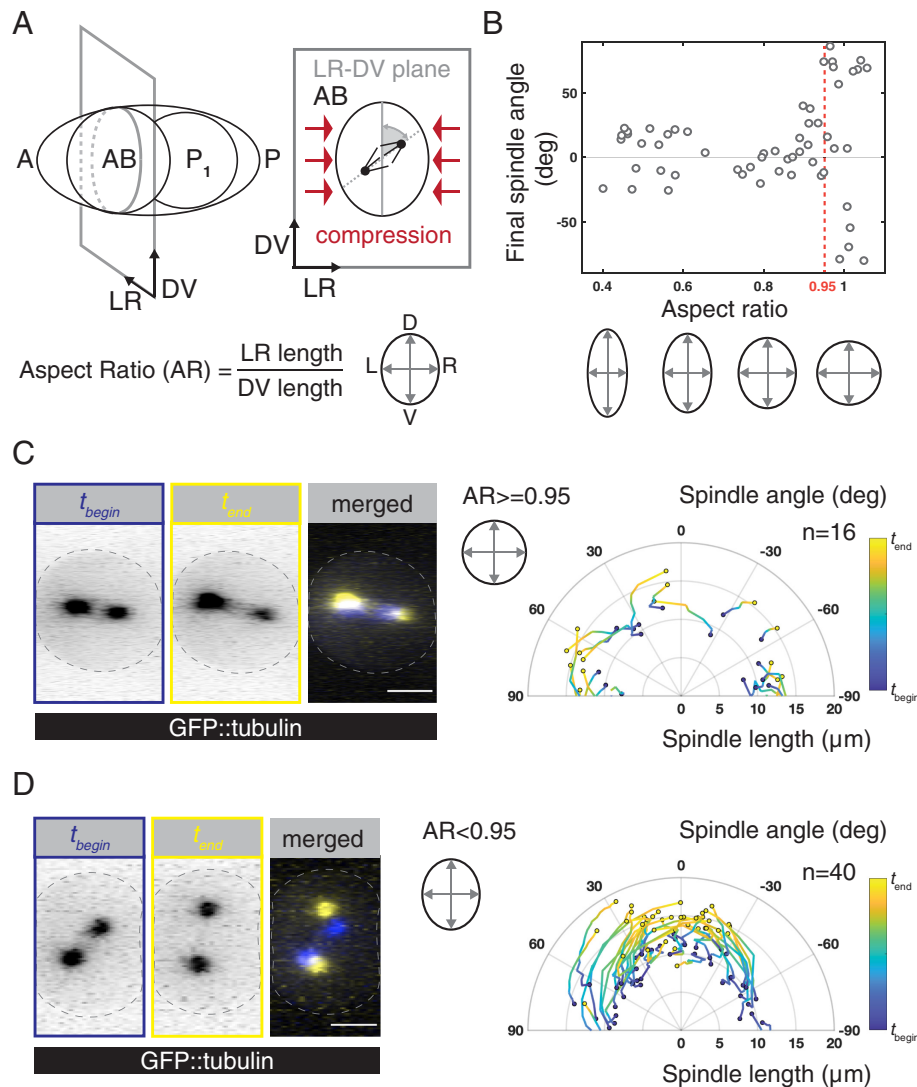 A
LR-DV plane
AB
A
AB
P1
P
DV
compression
LR
DV
LR
Aspect Ratio (AR) = LR length / DV length
D
L
R
V
B
Final spindle angle
(deg)
50
0
-50
0.4
0.6
0.8
0.95
1
Aspect ratio
C
tbegin
tend
merged
GFP::tubulin
AR>=0.95
Spindle angle (deg)
n=16
0
30
-30
60
-60
90
-90
0
5
10
15
20
Spindle length (µm)
tend
tbegin
D
tbegin
tend
merged
GFP::tubulin
AR<0.95
Spindle angle (deg)
n=40
0
30
-30
60
-60
90
-90
0
5
10
15
20
Spindle length (µm)
tend
tbegin